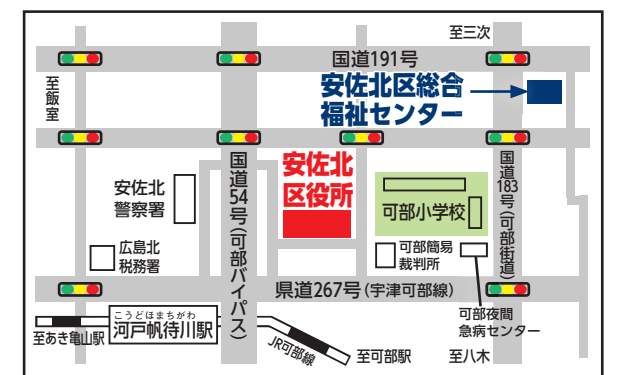 至三次
国道191号
安佐北区総合
福祉センター
至飯室
国道54号(可部バイパス)
安佐北
区役所
国道183号(可部街道)
安佐北
警察署
可部小学校
広島北
税務署
可部簡易
裁判所
県道267号(宇津可部線)
可部夜間
急病センター
こうどほまちがわ
河戸帆待川駅
至あき亀山駅
JR可部線
至可部駅
至八木